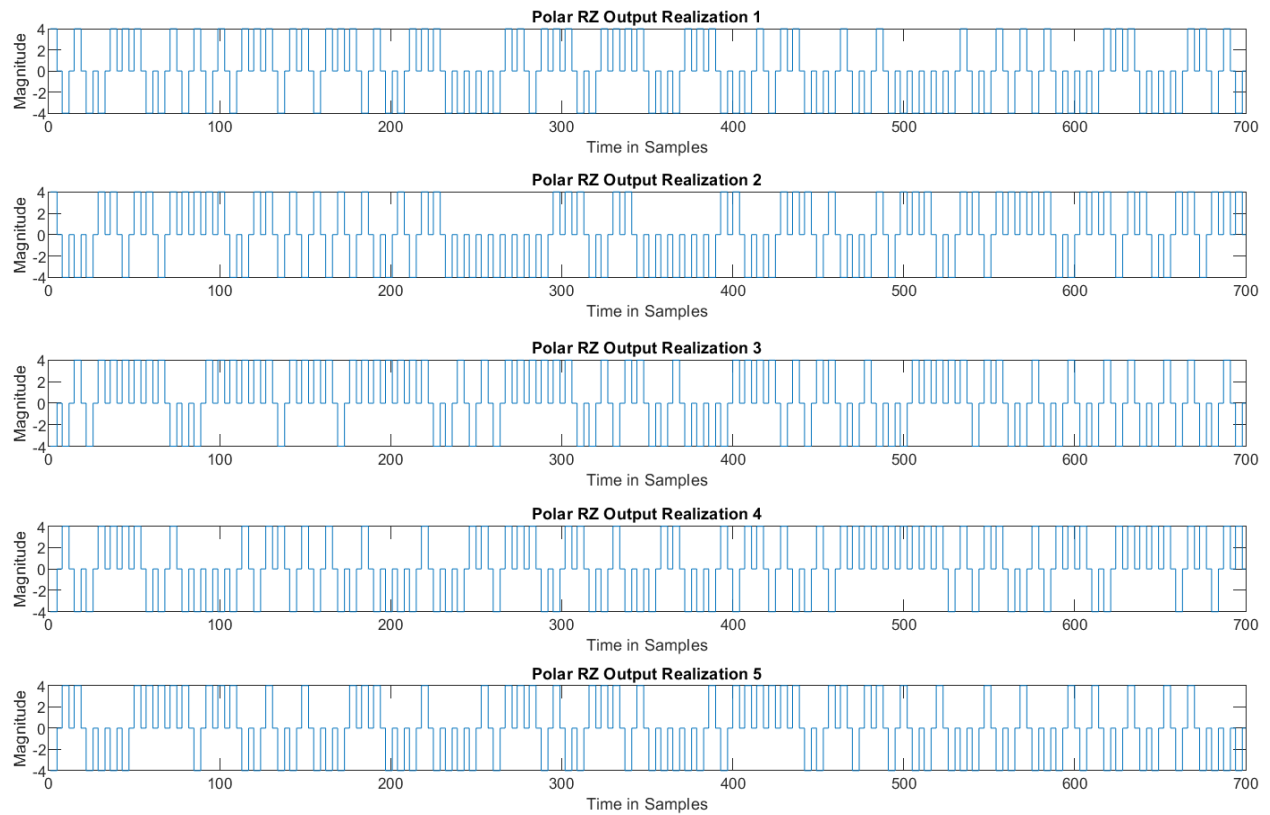 Polar RZ Output Realization 1
Magnitude
4
2
0
-2
-4
0 100 200 300 400 500 600 700
Time in Samples
Polar RZ Output Realization 2
Magnitude
4
2
0
-2
-4
0 100 200 300 400 500 600 700
Time in Samples
Polar RZ Output Realization 3
Magnitude
4
2
0
-2
-4
0 100 200 300 400 500 600 700
Time in Samples
Polar RZ Output Realization 4
Magnitude
4
2
0
-2
-4
0 100 200 300 400 500 600 700
Time in Samples
Polar RZ Output Realization 5
Magnitude
4
2
0
-2
-4
0 100 200 300 400 500 600 700
Time in Samples